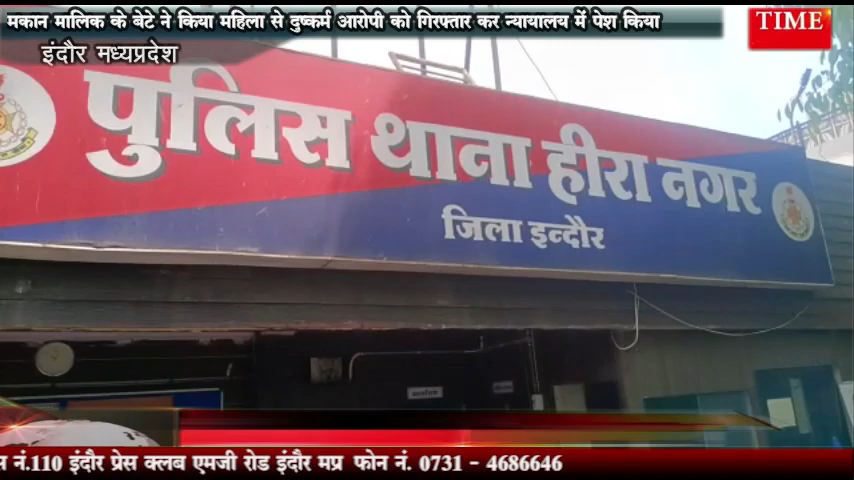 मकान मालिक के बेटे ने किया महिला से दुष्कर्म आरोपी को गिरफ्तार कर न्यायालय में पेश किया
TIME
इंदौर मध्यप्रदेश
पुलिस थाना हीरा नगर
जिला इन्दौर
नं.110 इंदौर प्रेस क्लब एमजी रोड इंदौर मप्र फोन नं. 0731 - 4686646